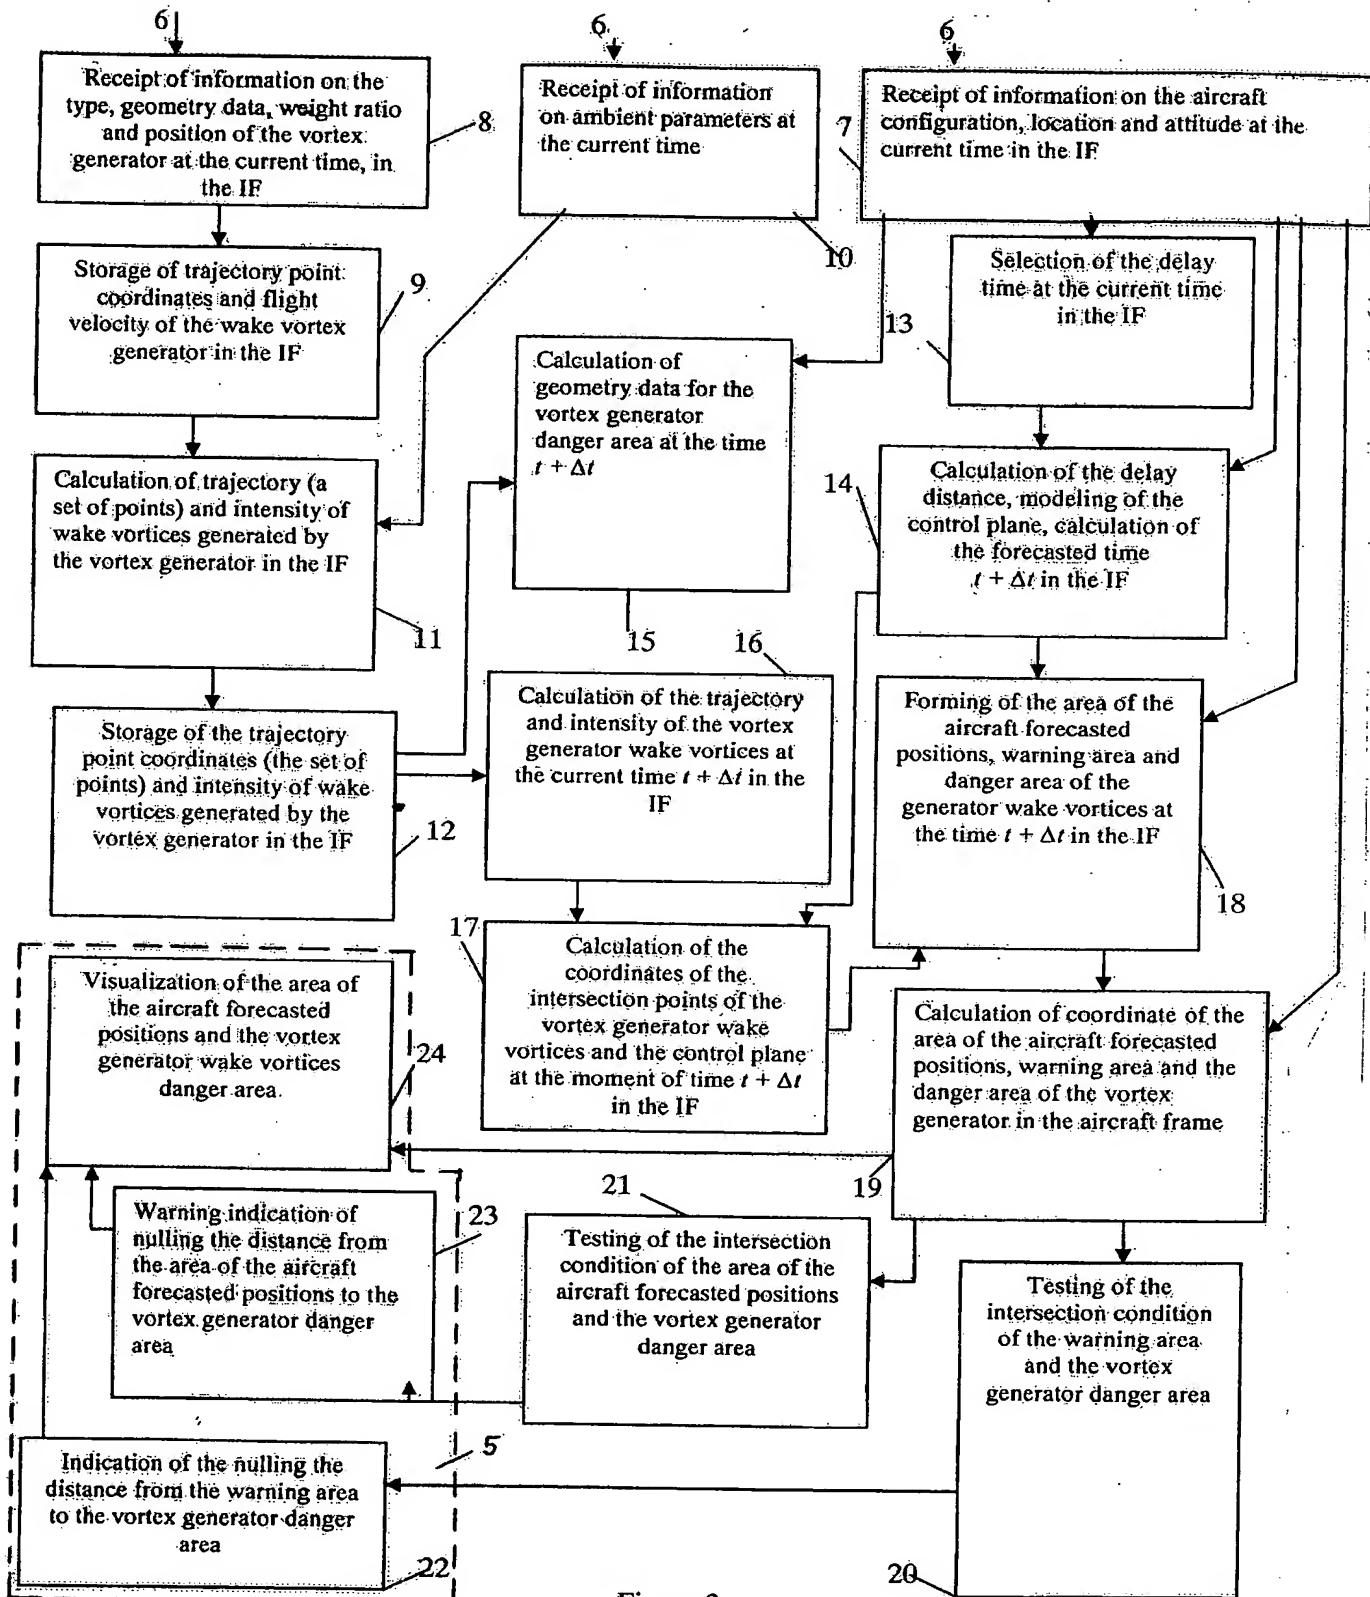 6
Receipt of information on the
type, geometry data, weight ratio
and position of the vortex
generator at the current time, in
the IF
8
6
Receipt of information
on ambient parameters at
the current time
10
6
Receipt of information on the aircraft
configuration, location and attitude at the
current time in the IF
7
Storage of trajectory point
coordinates and flight
velocity of the wake vortex
generator in the IF
9
Selection of the delay
time at the current time
in the IF
13
Calculation of
geometry data for the
vortex generator
danger area at the time
t + Δt
15
Calculation of trajectory (a
set of points) and intensity of
wake vortices generated by
the vortex generator in the IF
11
Calculation of the delay
distance, modeling of the
control plane, calculation of
the forecasted time
t + Δt in the IF
14
Storage of the trajectory
point coordinates (the set of
points) and intensity of wake
vortices generated by the
vortex generator in the IF
12
Calculation of the trajectory
and intensity of the vortex
generator wake vortices at
the current time t + Δt in the
IF
16
Forming of the area of the
aircraft forecasted
positions, warning area and
danger area of the
generator wake vortices at
the time t + Δt in the IF
18
Calculation of the
coordinates of the
intersection points of the
vortex generator wake
vortices and the control plane
at the moment of time t + Δt
in the IF
17
Visualization of the area of
the aircraft forecasted
positions and the vortex
generator wake vortices
danger area.
24
Calculation of coordinate of the
area of the aircraft forecasted
positions, warning area and the
danger area of the vortex
generator in the aircraft frame
19
Warning indication of
nulling the distance from
the area of the aircraft
forecasted positions to the
vortex generator danger
area
23
Testing of the intersection
condition of the area of the
aircraft forecasted positions
and the vortex generator
danger area
21
Testing of the
intersection condition
of the warning area
and the vortex
generator danger area
20
Indication of the nulling the
distance from the warning area
to the vortex generator danger
area
22
5